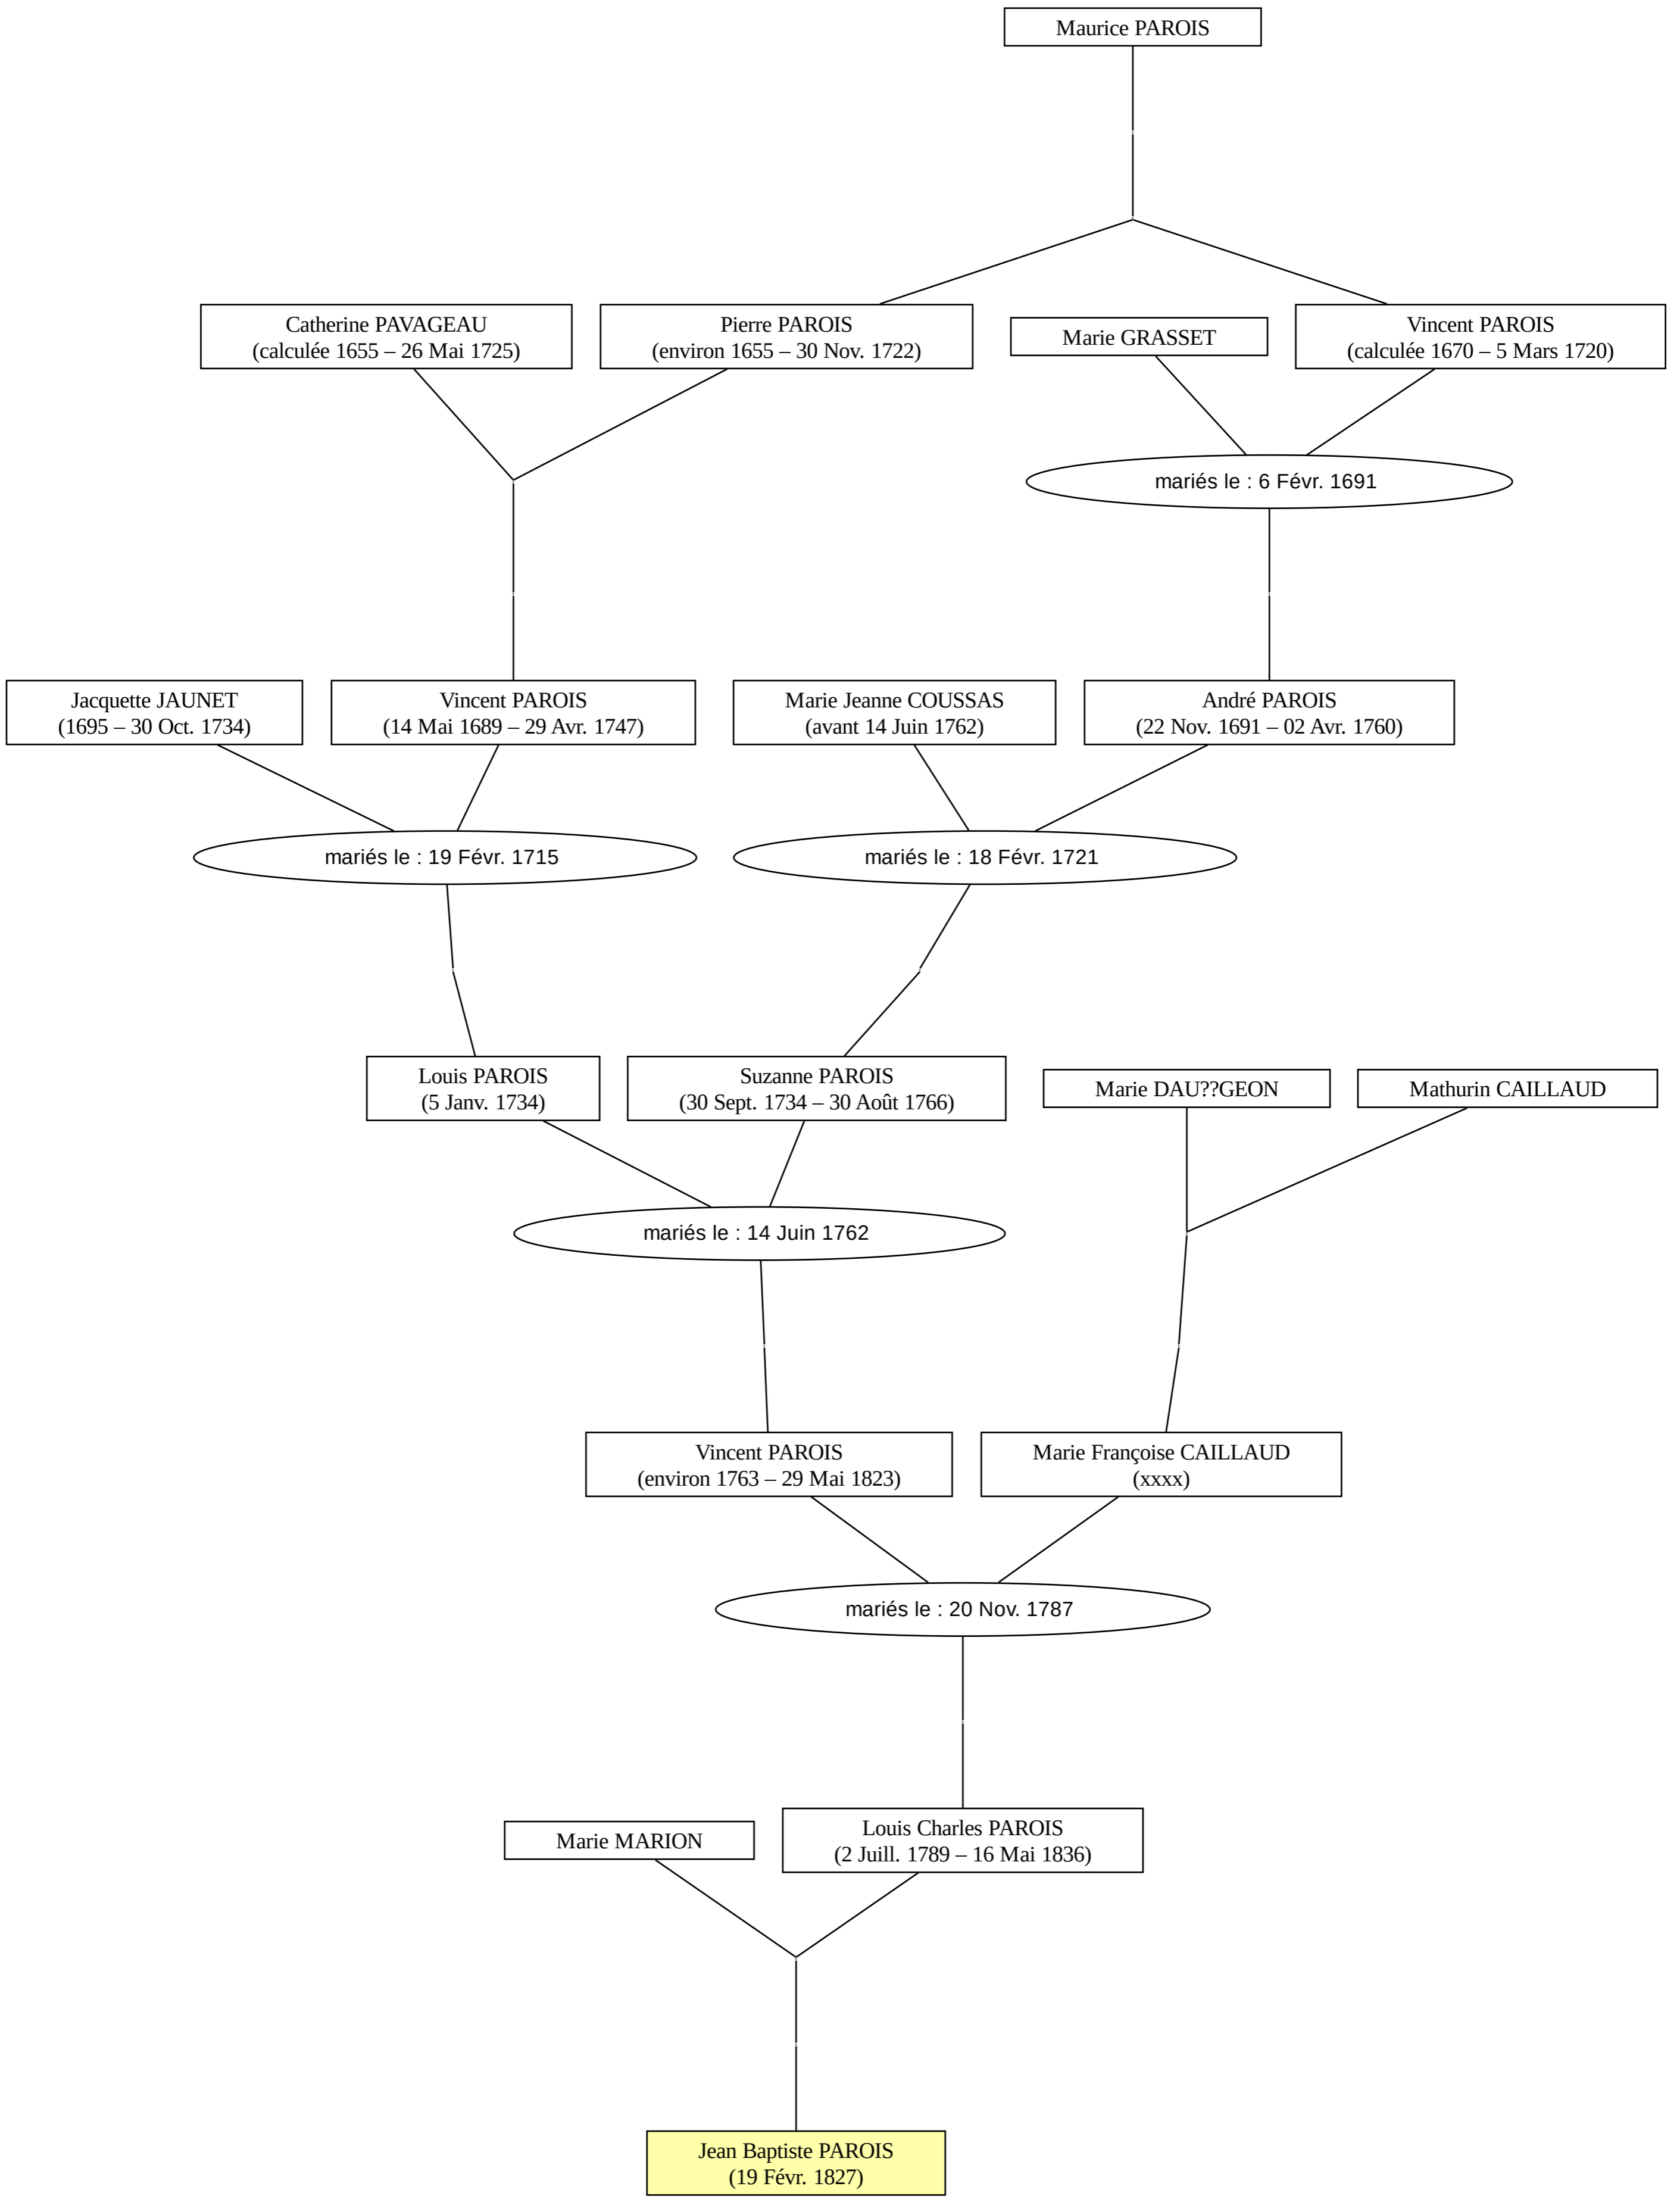 Maurice PAROIS
Catherine PAVAGEAU
(calculée 1655 – 26 Mai 1725)
Pierre PAROIS
(environ 1655 – 30 Nov. 1722)
Marie GRASSET
Vincent PAROIS
(calculée 1670 – 5 Mars 1720)
mariés le : 6 Févr. 1691
Jacquette JAUNET
(1695 – 30 Oct. 1734)
Vincent PAROIS
(14 Mai 1689 – 29 Avr. 1747)
Marie Jeanne COUSSAS
(avant 14 Juin 1762)
André PAROIS
(22 Nov. 1691 – 02 Avr. 1760)
mariés le : 19 Févr. 1715
mariés le : 18 Févr. 1721
Louis PAROIS
(5 Janv. 1734)
Suzanne PAROIS
(30 Sept. 1734 – 30 Août 1766)
Marie DAU??GEON
Mathurin CAILLAUD
mariés le : 14 Juin 1762
Vincent PAROIS
(environ 1763 – 29 Mai 1823)
Marie Françoise CAILLAUD
(xxxx)
mariés le : 20 Nov. 1787
Marie MARION
Louis Charles PAROIS
(2 Juill. 1789 – 16 Mai 1836)
Jean Baptiste PAROIS
(19 Févr. 1827)